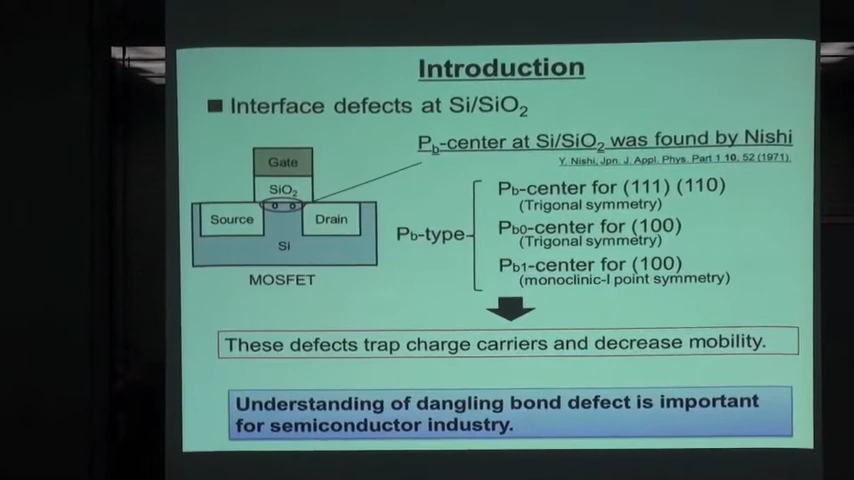 Introduction
■ Interface defects at Si/SiO2
Pb-center at Si/SiO2 was found by Nishi
Y. Nishi, Jpn. J. Appl. Phys. Part 1 10, 52 (1971).
Gate
SiO2
Source
Drain
Si
MOSFET
Pb-type
Pb-center for (111) (110)
(Trigonal symmetry)
Pb0-center for (100)
(Trigonal symmetry)
Pb1-center for (100)
(monoclinic-I point symmetry)
These defects trap charge carriers and decrease mobility.
Understanding of dangling bond defect is important
for semiconductor industry.